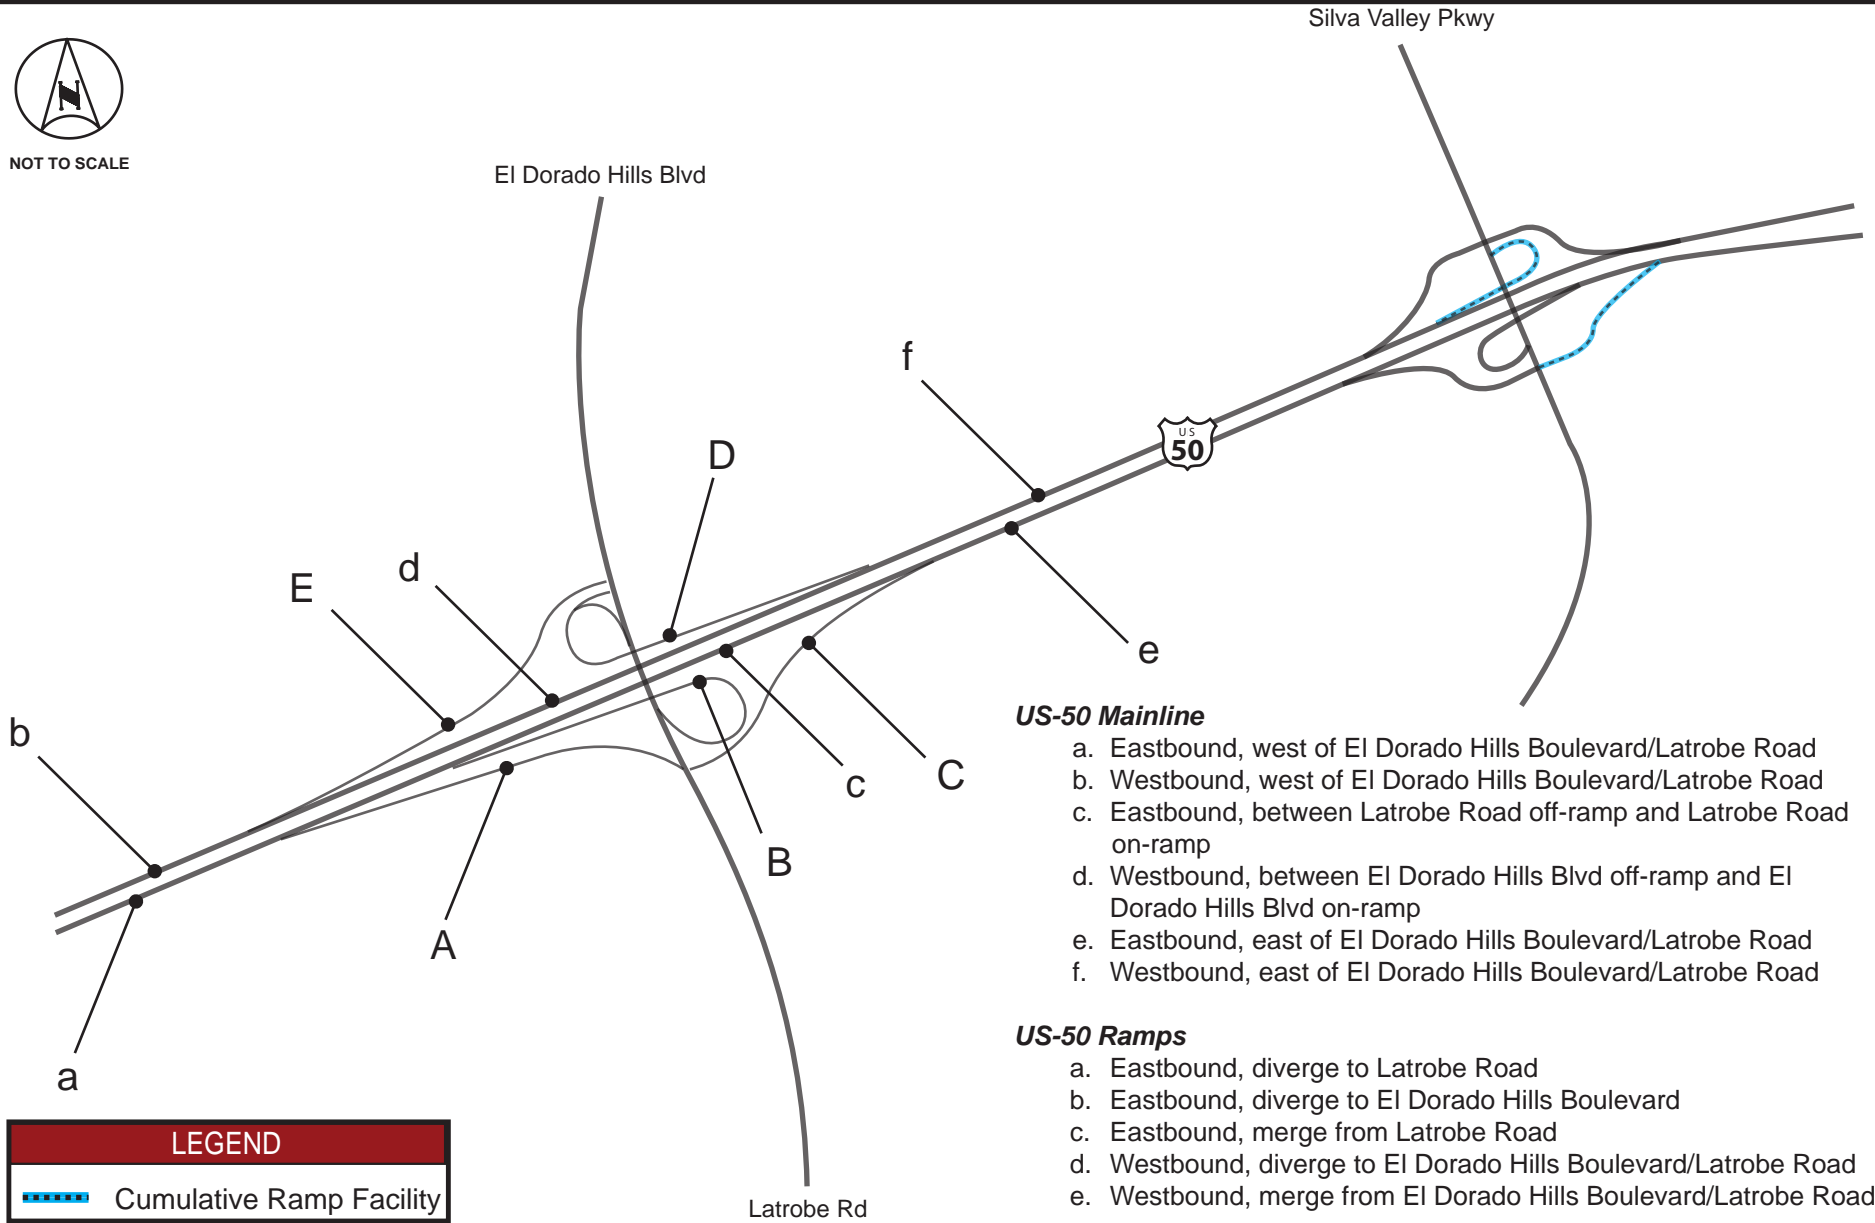 Silva Valley Pkwy
N
NOT TO SCALE
El Dorado Hills Blvd
f
D
US
50
d
E
e
b
c
C
B
A
a
US-50 Mainline
a. Eastbound, west of El Dorado Hills Boulevard/Latrobe Road
b. Westbound, west of El Dorado Hills Boulevard/Latrobe Road
c. Eastbound, between Latrobe Road off-ramp and Latrobe Road
on-ramp
d. Westbound, between El Dorado Hills Blvd off-ramp and El
Dorado Hills Blvd on-ramp
e. Eastbound, east of El Dorado Hills Boulevard/Latrobe Road
f. Westbound, east of El Dorado Hills Boulevard/Latrobe Road
US-50 Ramps
a. Eastbound, diverge to Latrobe Road
b. Eastbound, diverge to El Dorado Hills Boulevard
c. Eastbound, merge from Latrobe Road
d. Westbound, diverge to El Dorado Hills Boulevard/Latrobe Road
e. Westbound, merge from El Dorado Hills Boulevard/Latrobe Road
LEGEND
Cumulative Ramp Facility
Latrobe Rd